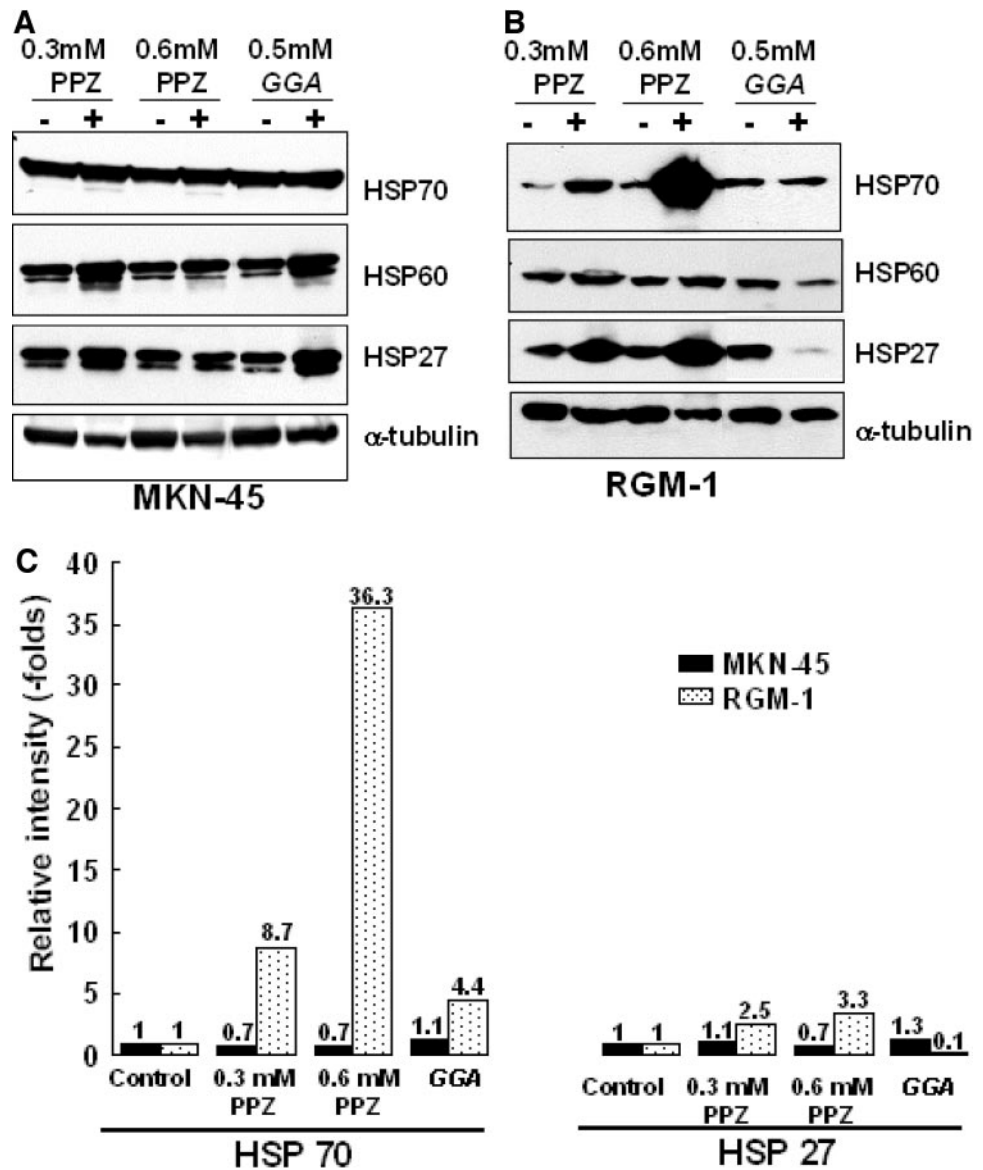 A
0.3mM 0.6mM 0.5mM
PPZ PPZ GGA
- + - + - +
HSP70
HSP60
HSP27
α-tubulin
MKN-45
B
0.3mM 0.6mM 0.5mM
PPZ PPZ GGA
- + - + - +
HSP70
HSP60
HSP27
α-tubulin
RGM-1
C
Relative intensity (-folds)
40
35
30
25
20
15
10
5
0
1 1 0.7 8.7 0.7 36.3 1.1 4.4
Control 0.3 mM PPZ 0.6 mM PPZ GGA
HSP 70
MKN-45
RGM-1
1 1 1.1 2.5 0.7 3.3 1.3 0.1
Control 0.3 mM PPZ 0.6 mM PPZ GGA
HSP 27